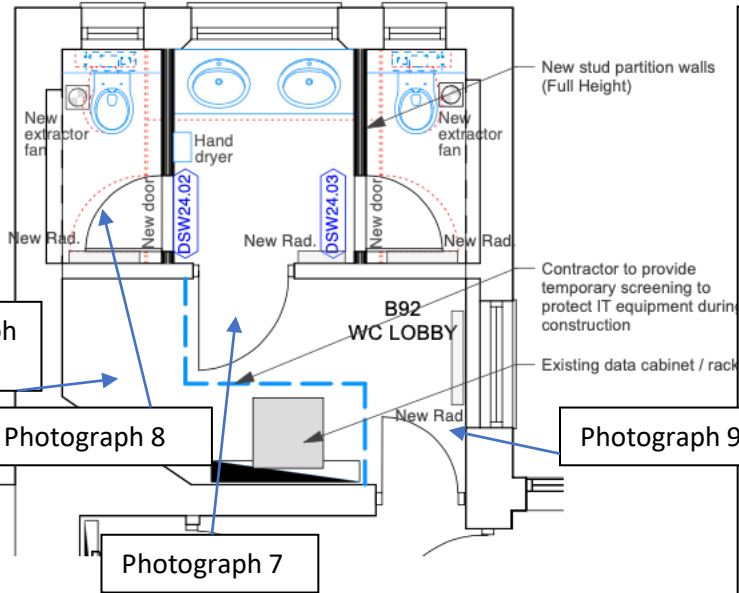 New stud partition walls
(Full Height)
New
extractor
fan
Hand
dryer
New
extractor
fan
DSW24.02
New door
DSW24.03
New door
New Rad.
New Rad.
New Rad.
Contractor to provide
temporary screening to
protect IT equipment during
construction
B92
WC LOBBY
Existing data cabinet / rack
New Rad
ph
Photograph 8
Photograph 9
Photograph 7